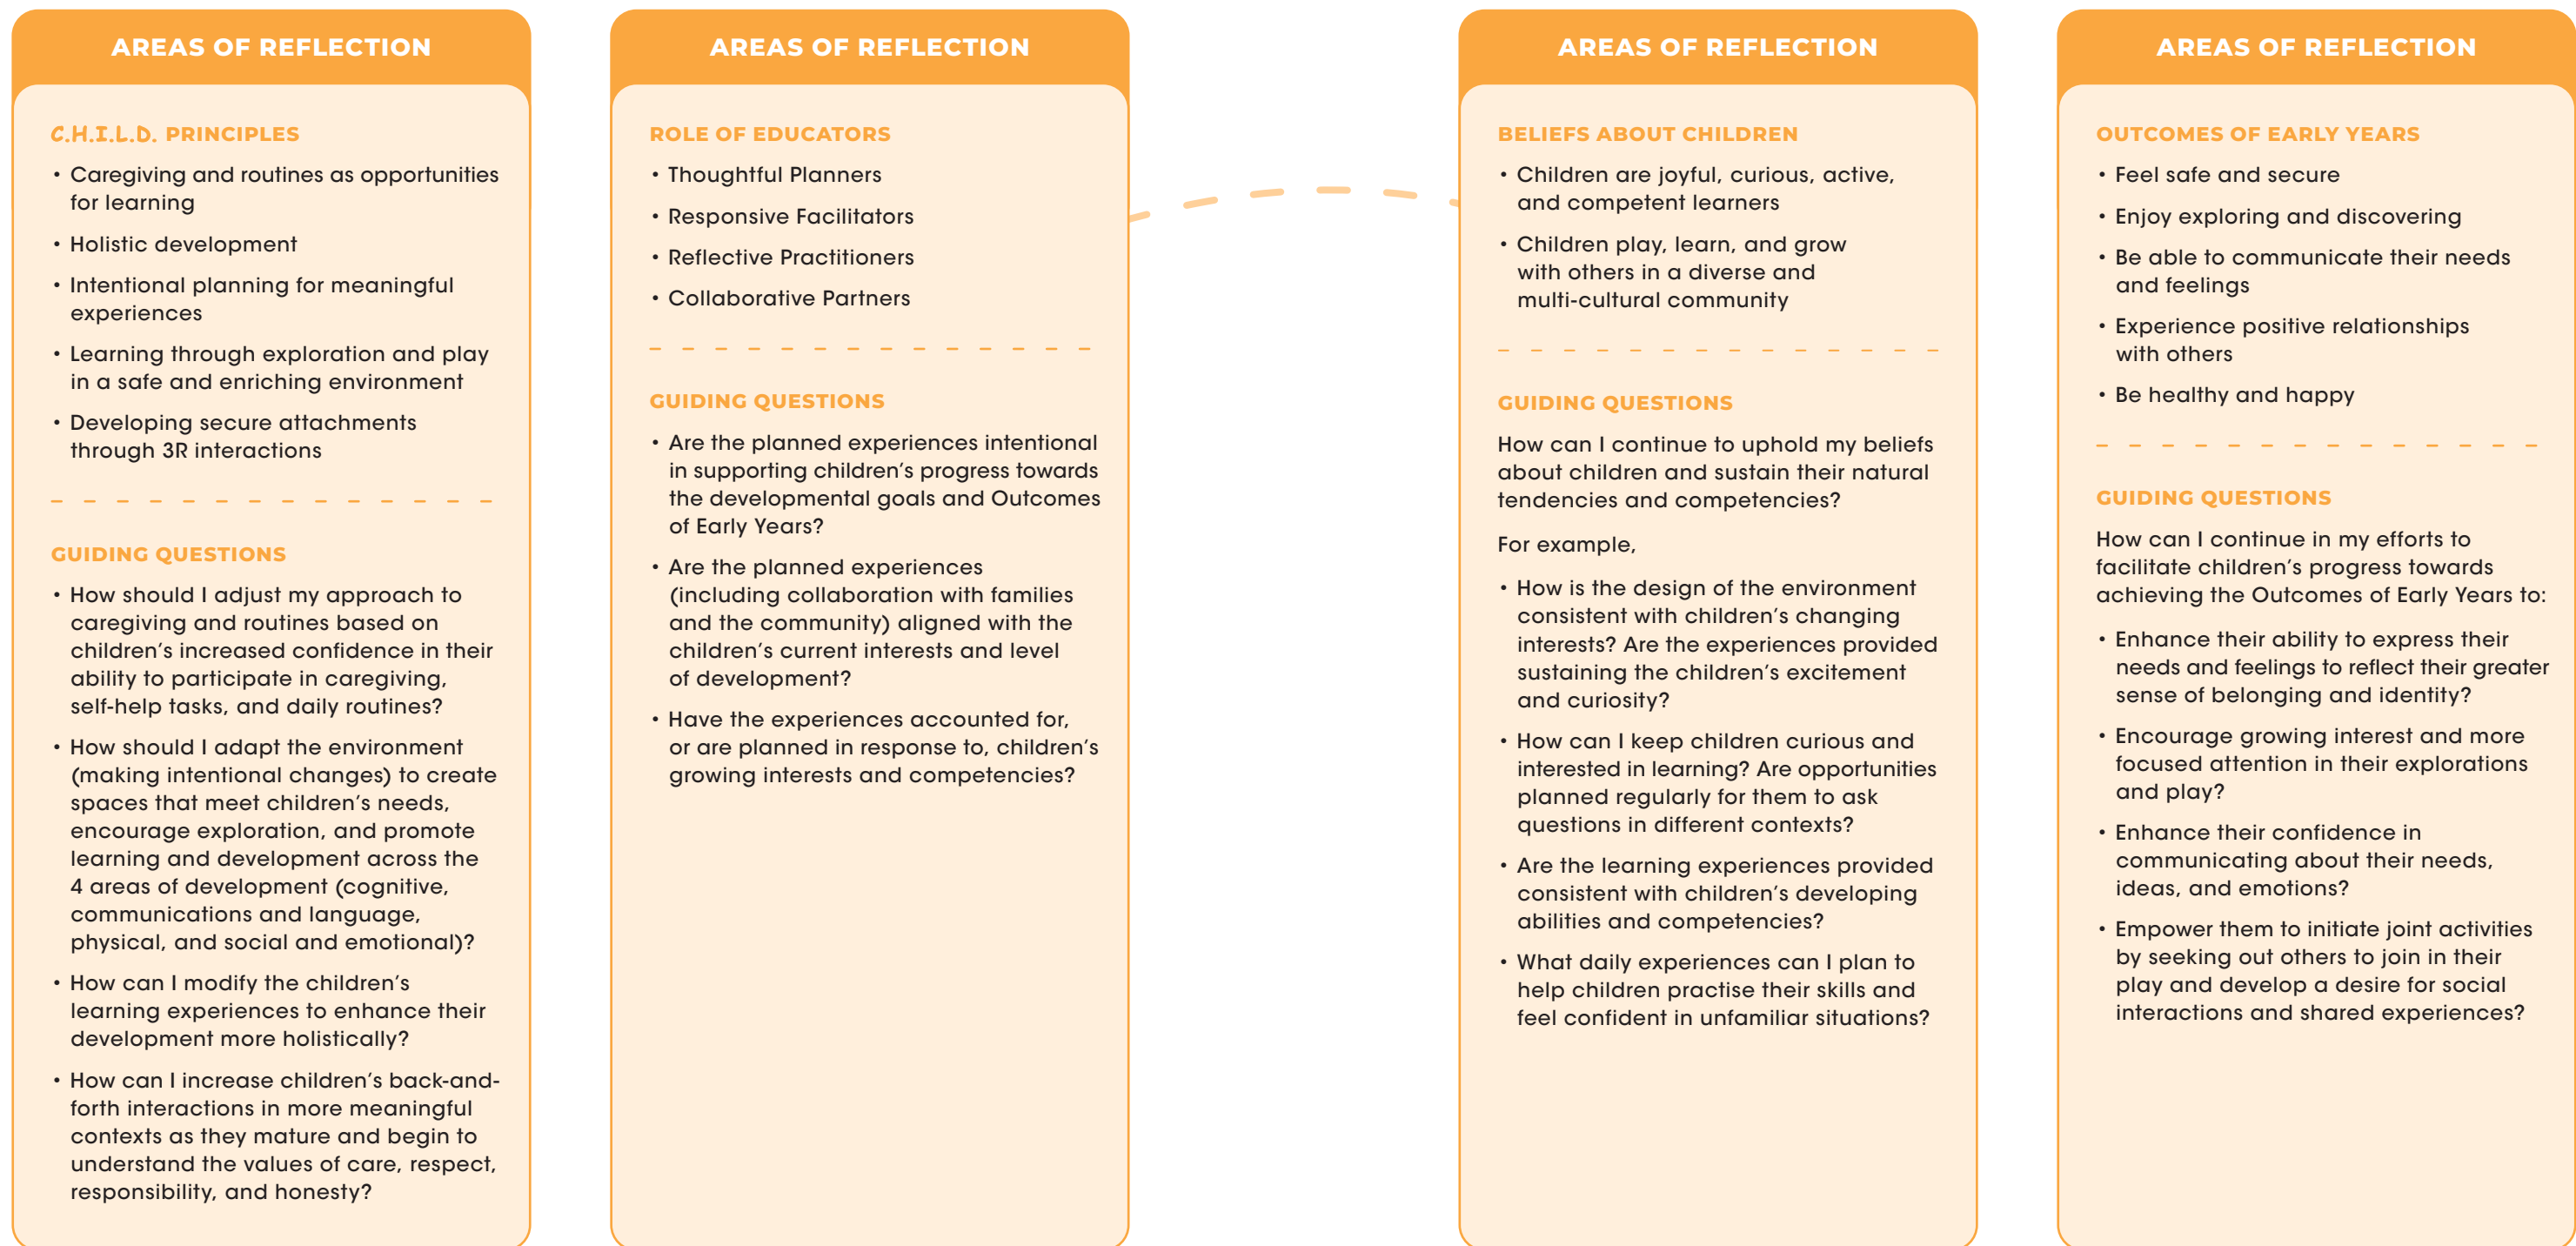 AREAS OF REFLECTION
C.H.I.L.D. PRINCIPLES
• Caregiving and routines as opportunities
for learning
• Holistic development
• Intentional planning for meaningful
experiences
• Learning through exploration and play
in a safe and enriching environment
• Developing secure attachments
through 3R interactions
GUIDING QUESTIONS
• How should I adjust my approach to
caregiving and routines based on
children's increased confidence in their
ability to participate in caregiving,
self-help tasks, and daily routines?
• How should I adapt the environment
(making intentional changes) to create
spaces that meet children's needs,
encourage exploration, and promote
learning and development across the
4 areas of development (cognitive,
communications and language,
physical, and social and emotional)?
• How can I modify the children's
learning experiences to enhance their
development more holistically?
• How can I increase children's back-and-
forth interactions in more meaningful
contexts as they mature and begin to
understand the values of care, respect,
responsibility, and honesty?
AREAS OF REFLECTION
ROLE OF EDUCATORS
• Thoughtful Planners
• Responsive Facilitators
• Reflective Practitioners
• Collaborative Partners
GUIDING QUESTIONS
• Are the planned experiences intentional
in supporting children's progress towards
the developmental goals and Outcomes
of Early Years?
• Are the planned experiences
(including collaboration with families
and the community) aligned with the
children's current interests and level
of development?
• Have the experiences accounted for,
or are planned in response to, children's
growing interests and competencies?
AREAS OF REFLECTION
BELIEFS ABOUT CHILDREN
• Children are joyful, curious, active,
and competent learners
• Children play, learn, and grow
with others in a diverse and
multi-cultural community
GUIDING QUESTIONS
How can I continue to uphold my beliefs
about children and sustain their natural
tendencies and competencies?
For example,
• How is the design of the environment
consistent with children's changing
interests? Are the experiences provided
sustaining the children's excitement
and curiosity?
• How can I keep children curious and
interested in learning? Are opportunities
planned regularly for them to ask
questions in different contexts?
• Are the learning experiences provided
consistent with children's developing
abilities and competencies?
• What daily experiences can I plan to
help children practise their skills and
feel confident in unfamiliar situations?
AREAS OF REFLECTION
OUTCOMES OF EARLY YEARS
• Feel safe and secure
• Enjoy exploring and discovering
• Be able to communicate their needs
and feelings
• Experience positive relationships
with others
• Be healthy and happy
GUIDING QUESTIONS
How can I continue in my efforts to
facilitate children's progress towards
achieving the Outcomes of Early Years to:
• Enhance their ability to express their
needs and feelings to reflect their greater
sense of belonging and identity?
• Encourage growing interest and more
focused attention in their explorations
and play?
• Enhance their confidence in
communicating about their needs,
ideas, and emotions?
• Empower them to initiate joint activities
by seeking out others to join in their
play and develop a desire for social
interactions and shared experiences?